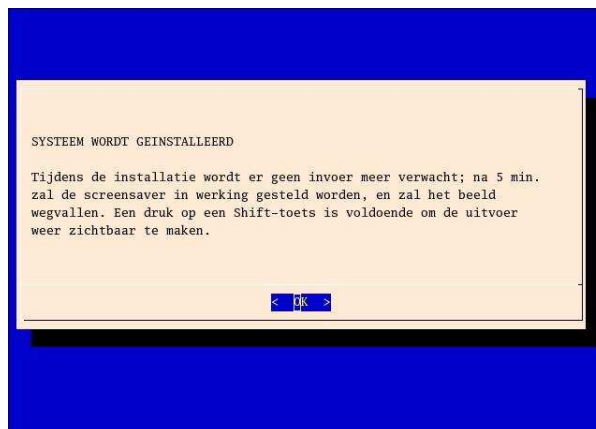 SYSTEEM WORDT GEINSTALLEERD
Tijdens de installatie wordt er geen invoer meer verwacht; na 5 min.
zal de screensaver in werking gesteld worden, en zal het beeld
wegvallen. Een druk op een Shift-toets is voldoende om de uitvoer
weer zichtbaar te maken.
< OK >